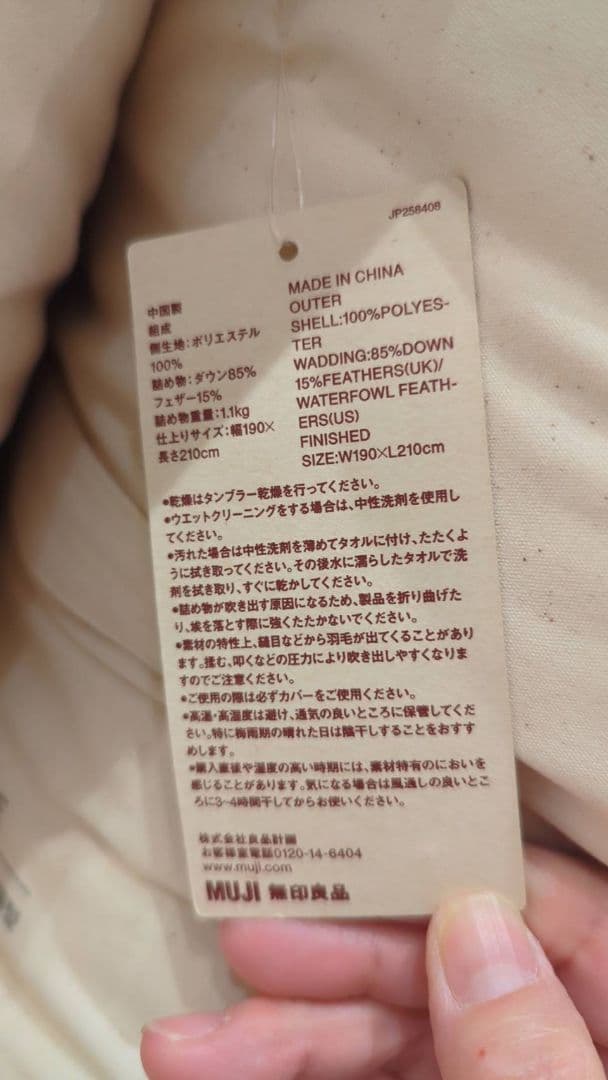 JP258408
中国製
組成
側生地:ポリエステル
100%
詰め物:ダウン85%
フェザー15%
詰め物重量:1.1kg
仕上りサイズ:幅190×
長さ210cm
MADE IN CHINA
OUTER
SHELL:100%POLYES-
TER
WADDING:85%DOWN
15%FEATHERS(UK)/
WATERFOWL FEATH-
ERS(US)
FINISHED
SIZE:W190×L210cm
●乾燥はタンブラー乾燥を行ってください。
●ウエットクリーニングをする場合は、中性洗剤を使用し
てください。
●汚れた場合は中性洗剤を薄めてタオルに付け、たたくよ
うに拭き取ってください。その後水に濡らしたタオルで洗
剤を拭き取り、すぐに乾かしてください。
●詰め物が吹き出す原因になるため、製品を折り曲げた
り、埃を落とす際に強くたたかないでください。
●素材の特性上、縫目などから羽毛が出てくることがあり
ます。揉む、叩くなどの圧力により吹き出しやすくなりま
すのでご注意ください。
●ご使用の際は必ずカバーをご使用ください。
●高温・高湿度は避け、通気の良いところに保管してくだ
さい。特に梅雨期の晴れた日は陰干しすることをおすす
めします。
●購入直後や湿度の高い時期には、素材特有のにおいを
感じることがあります。気になる場合は風通しの良いとこ
ろに3~4時間干してからお使いください。
株式会社良品計画
お客様室電話0120-14-6404
www.muji.com
MUJI 無印良品